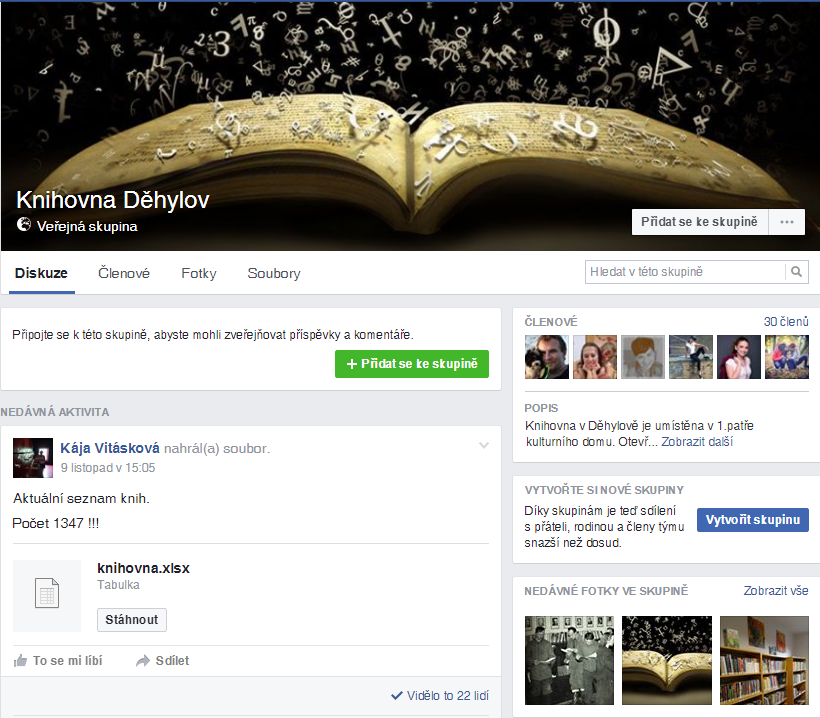 Knihovna Děhylov
Veřejná skupina
Přidat se ke skupině
Diskuze Členové Fotky Soubory
Hledat v této skupině
Připojte se k této skupině, abyste mohli zveřejňovat příspěvky a komentáře.
+ Přidat se ke skupině
NEDÁVNÁ AKTIVITA
Kája Vitásková nahrál(a) soubor.
9 listopad v 15:05
Aktuální seznam knih.
Počet 1347 !!!
knihovna.xlsx
Tabulka
Stáhnout
To se mi líbí Sdílet
Vidělo to 22 lidí
ČLENOVÉ 30 členů
POPIS
Knihovna v Děhylově je umístěna v 1.patře
kulturního domu. Otevř... Zobrazit další
VYTVOŘTE SI NOVÉ SKUPINY
Díky skupinám je teď sdílení
s přáteli, rodinou a členy týmu
snazší než dosud.
Vytvořit skupinu
NEDÁVNÉ FOTKY VE SKUPINĚ Zobrazit vše